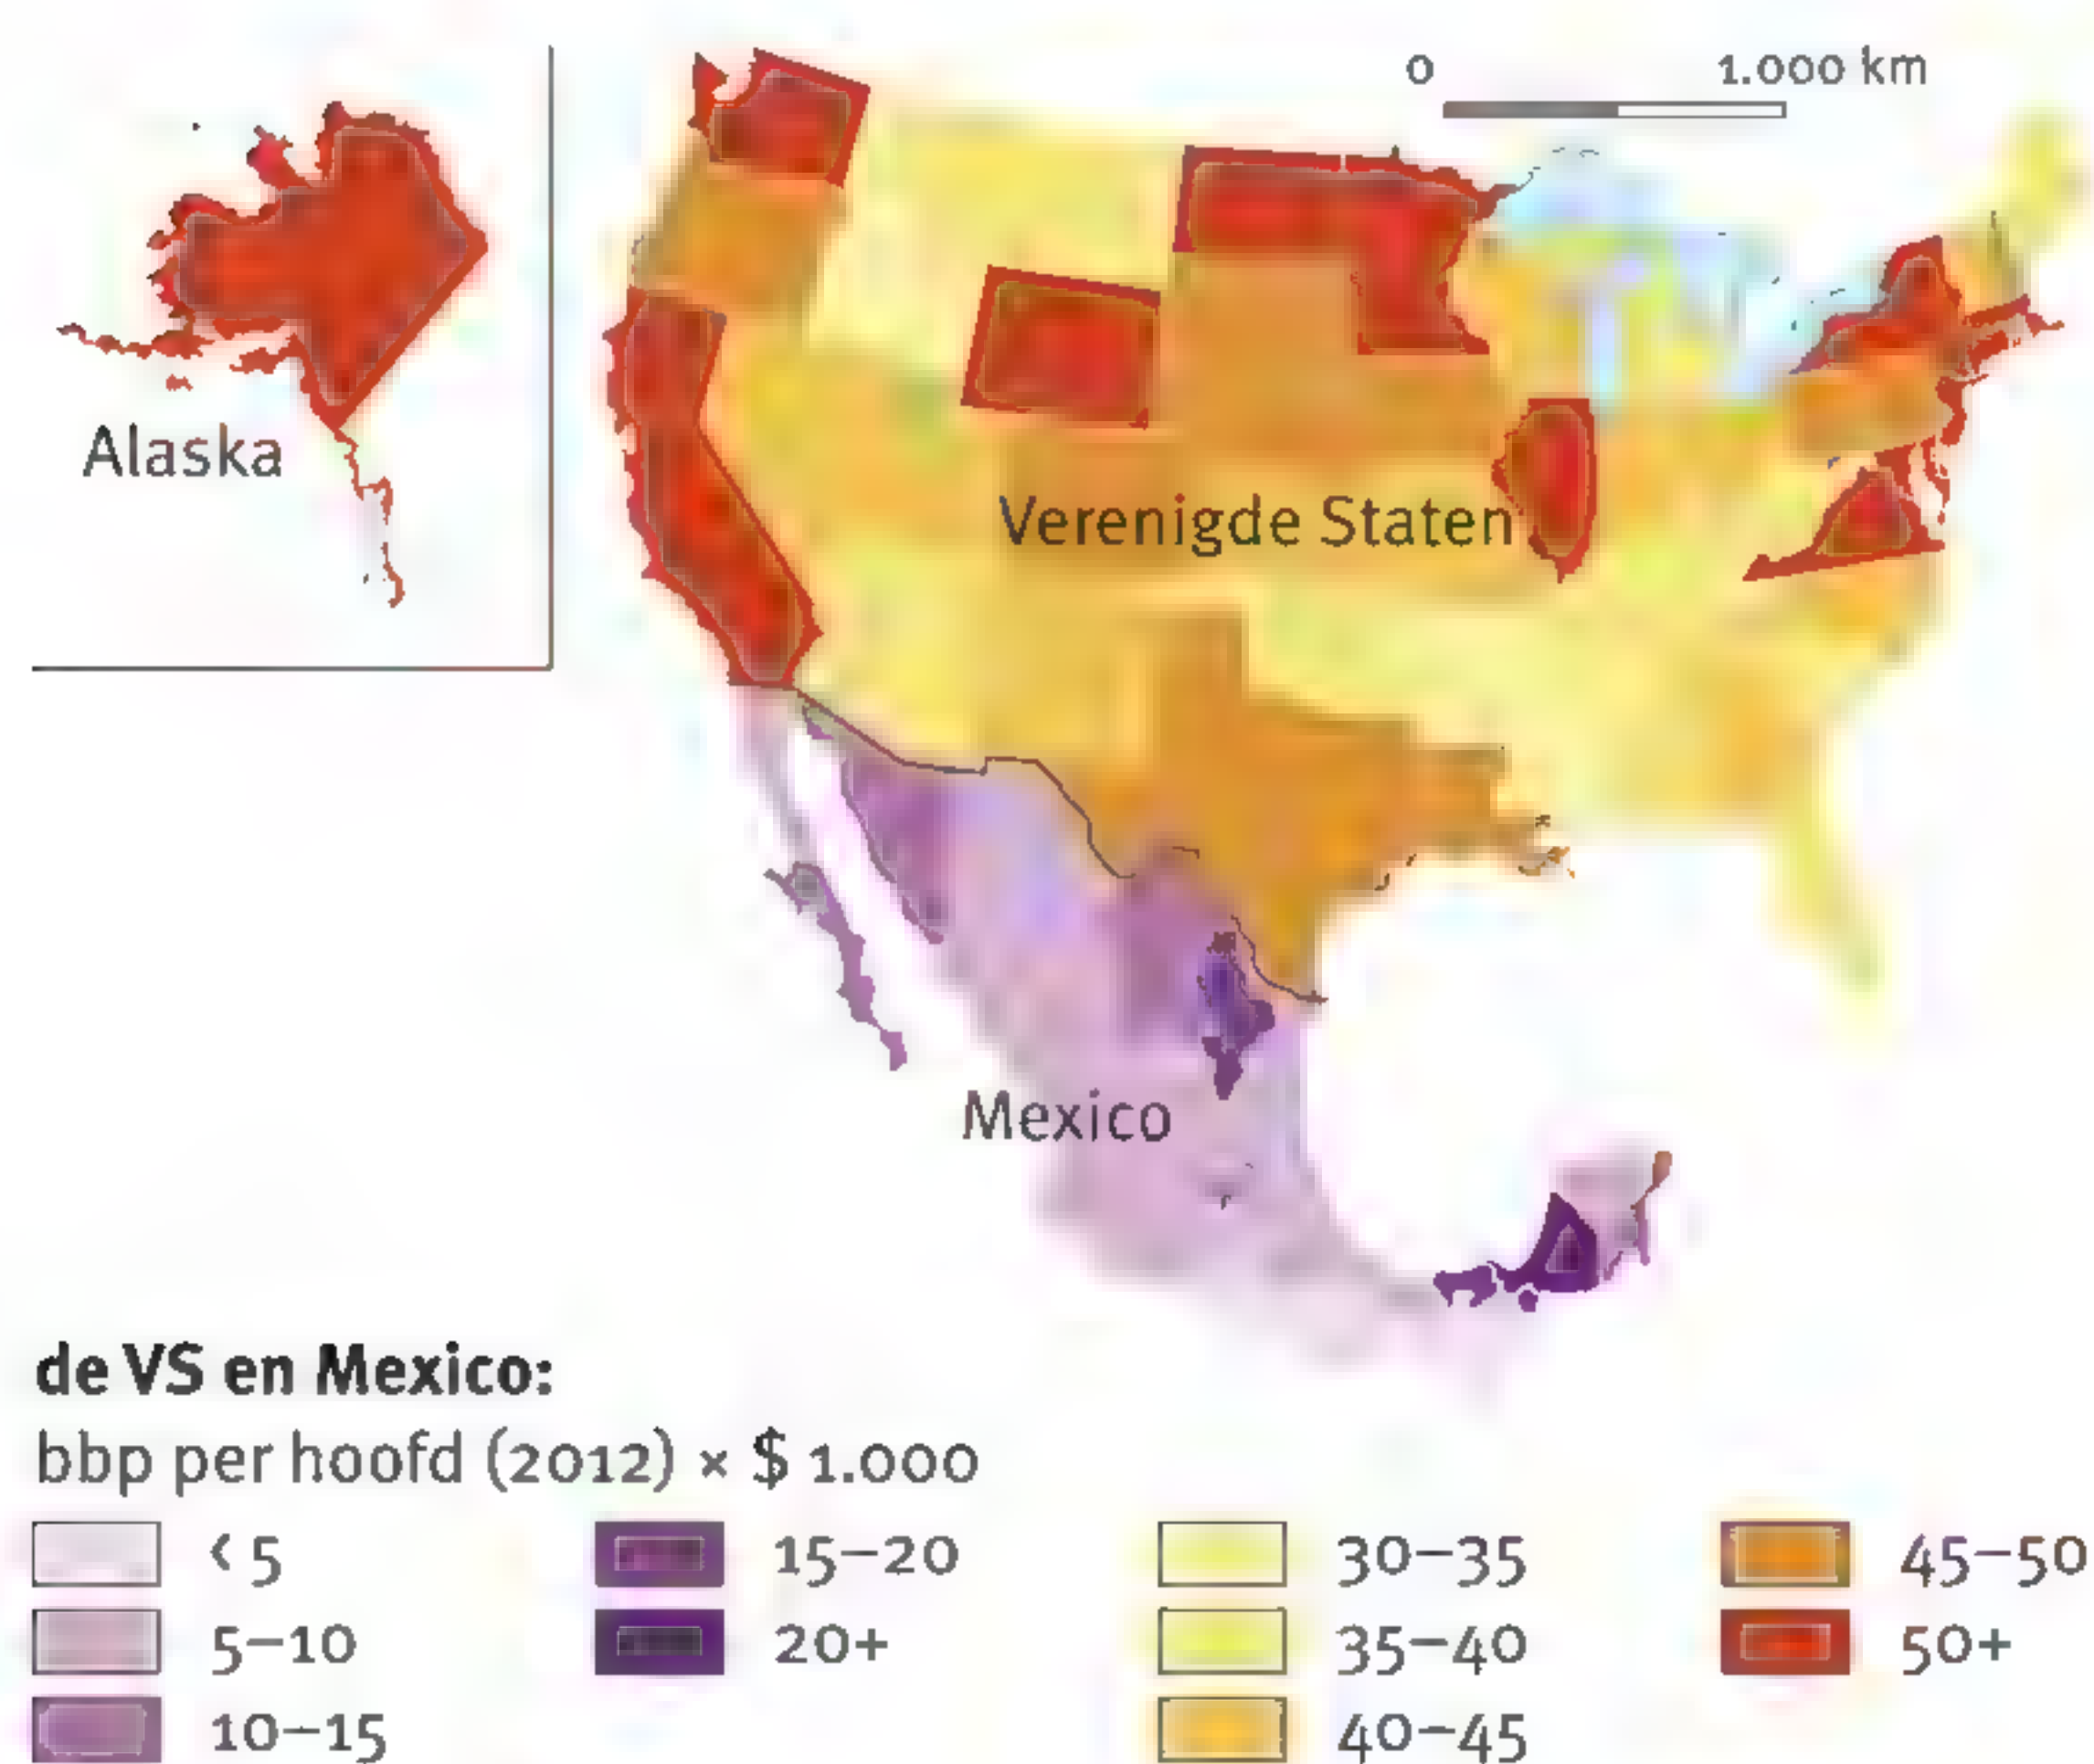 0 1.000 km
Alaska
Verenigde Staten
Mexico
de VS en Mexico:
bbp per hoofd (2012) × $ 1.000
< 5
5–10
10–15
15–20
20+
30–35
35–40
40–45
45–50
50+